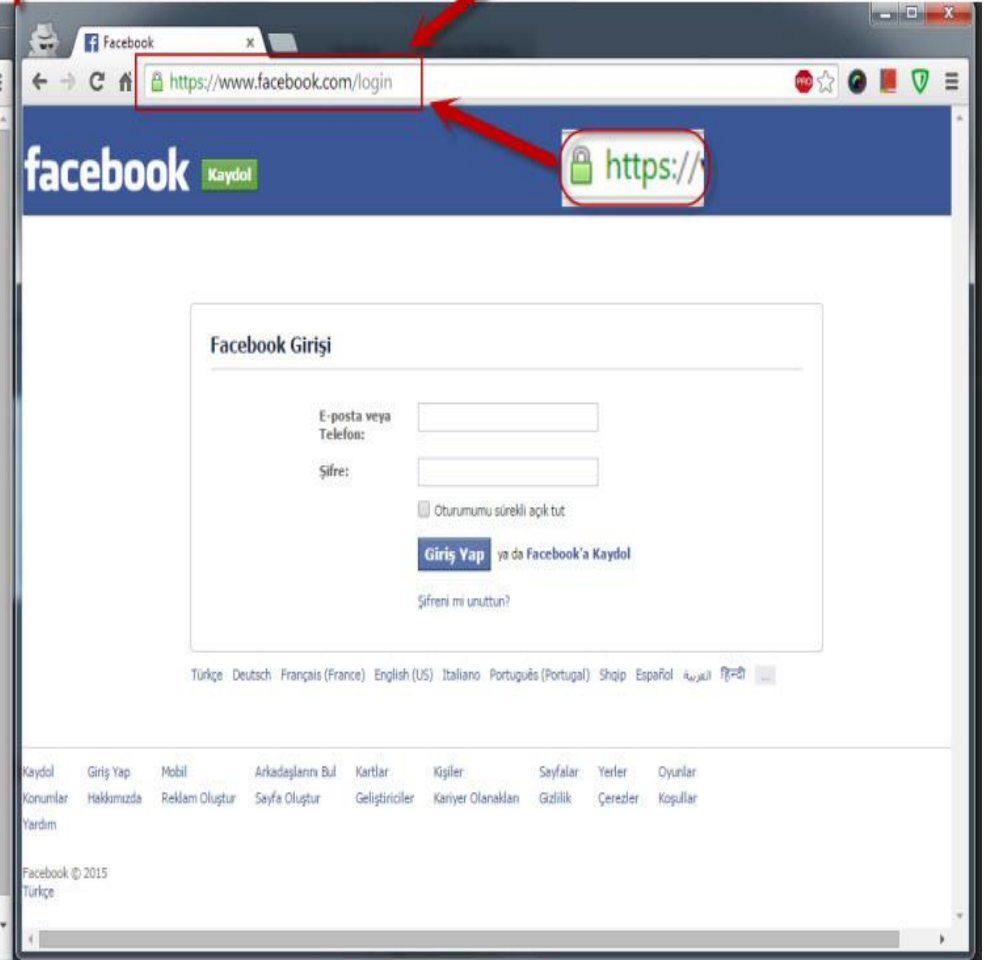 Facebook
https://www.facebook.com/login
PRO
facebook Kaydol
https://
Facebook Girişi
E-posta veya
Telefon:
Şifre:
Oturumumu sürekli açık tut
Giriş Yap ya da Facebook'a Kaydol
Şifreni mi unuttun?
Türkçe Deutsch Français (France) English (US) Italiano Português (Portugal) Shqip Español العربية हिन्दी ...
Kaydol Giriş Yap Mobil Arkadaşlarını Bul Kartlar Kişiler Sayfalar Yerler Oyunlar
Konumlar Hakkımızda Reklam Oluştur Sayfa Oluştur Geliştiriciler Kariyer Olanakları Gizlilik Çerezler Koşullar
Yardım
Facebook © 2015
Türkçe